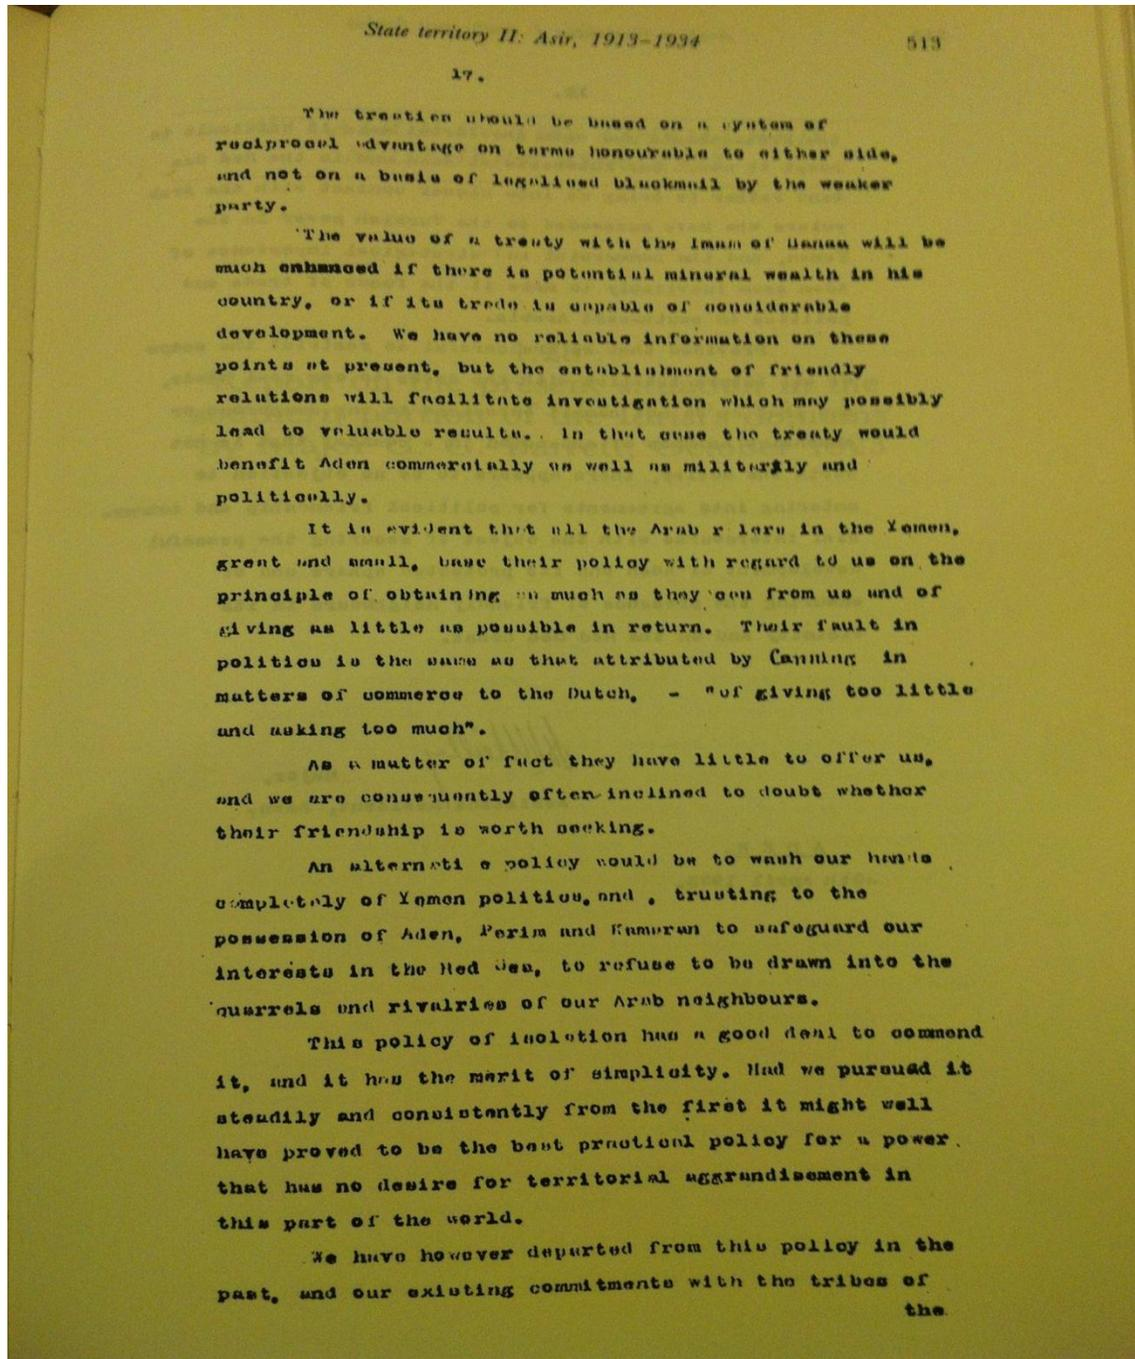 State territory II: Asir, 1913–1934 513
17.
The treaties should be based on a system of
reciprocal advantage on terms honourable to either side,
and not on a basis of legalised blackmail by the weaker
party.
The value of a treaty with the Imam of Sanaa will be
much enhanced if there is potential mineral wealth in his
country, or if its trade is capable of considerable
development. We have no reliable information on these
points at present, but the establishment of friendly
relations will facilitate investigation which may possibly
lead to valuable results. In that case the treaty would
benefit Aden commercially as well as militarily and
politically.
It is evident that all the Arab r lers in the Yemen,
great and small, base their policy with regard to us on the
principle of obtaining as much as they can from us and of
giving as little as possible in return. Their fault in
politics is the same as that attributed by Canning in
matters of commerce to the Dutch, - "of giving too little
and asking too much".
As a matter of fact they have little to offer us,
and we are consequently often inclined to doubt whether
their friendship is worth seeking.
An alternati e policy would be to wash our hands
completely of Yemen politics, and , trusting to the
possession of Aden, Perim and Kamaran to safeguard our
interests in the Red Sea, to refuse to be drawn into the
quarrels and rivalries of our Arab neighbours.
This policy of isolation has a good deal to commend
it, and it has the merit of simplicity. Had we pursued it
steadily and consistently from the first it might well
have proved to be the best practical policy for a power
that has no desire for territorial aggrandisement in
this part of the world.
We have however departed from this policy in the
past, and our existing commitments with the tribes of
the